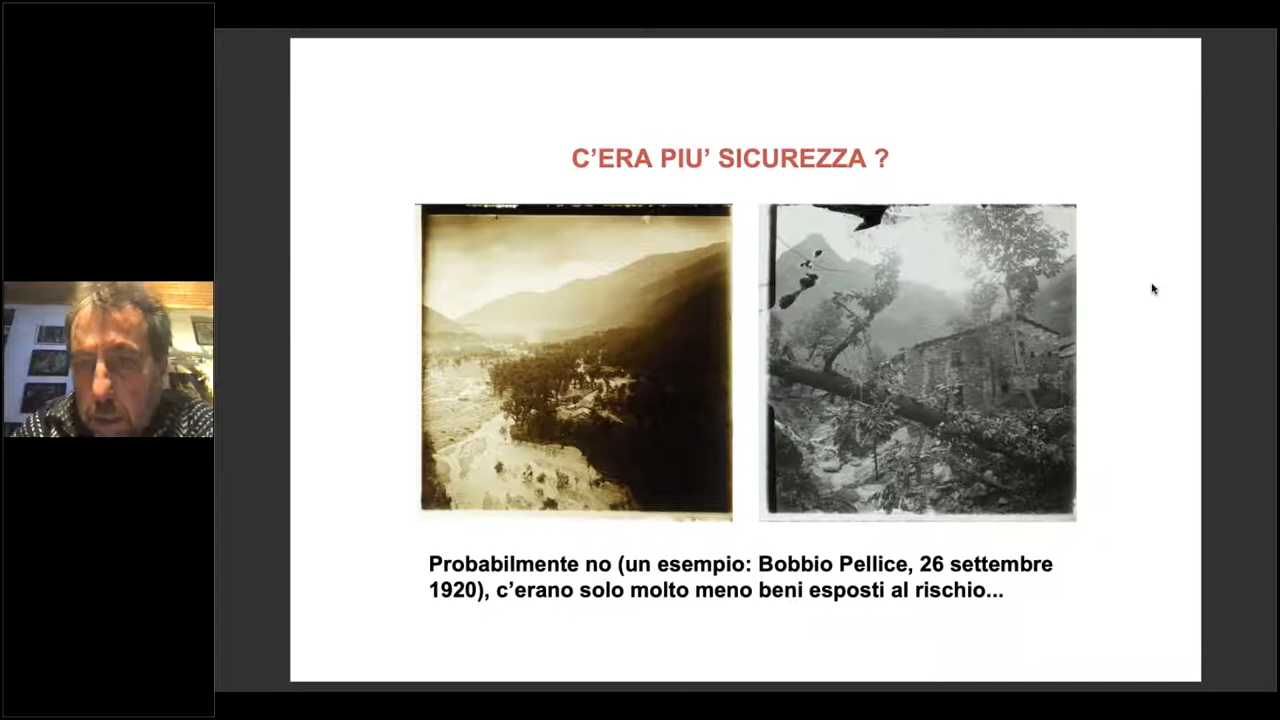 C’ERA PIU’ SICUREZZA ?
Probabilmente no (un esempio: Bobbio Pellice, 26 settembre
1920), c’erano solo molto meno beni esposti al rischio...